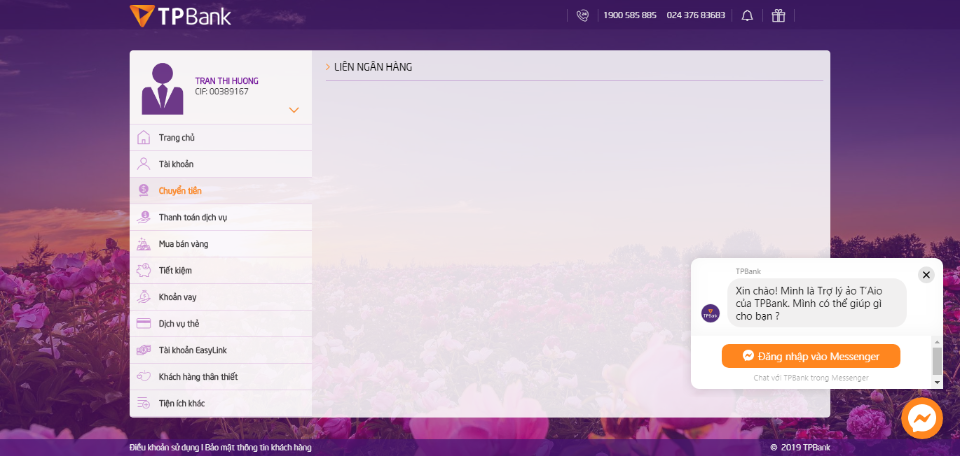 TPBank
1900 585 885 024 376 83683
TRAN THI HUONG
CIF: 00389167
LIÊN NGÂN HÀNG
Trang chủ
Tài khoản
Chuyển tiền
Thanh toán dịch vụ
Mua bán vàng
Tiết kiệm
Khoản vay
Dịch vụ thẻ
Tài khoản EasyLink
Khách hàng thân thiết
Tiện ích khác
TPBank
Xin chào! Mình là Trợ lý ảo T'Aio
của TPBank. Mình có thể giúp gì
cho bạn ?
TPBank
Đăng nhập vào Messenger
Chat với TPBank trong Messenger
Điều khoản sử dụng | Bảo mật thông tin khách hàng
© 2019 TPBank